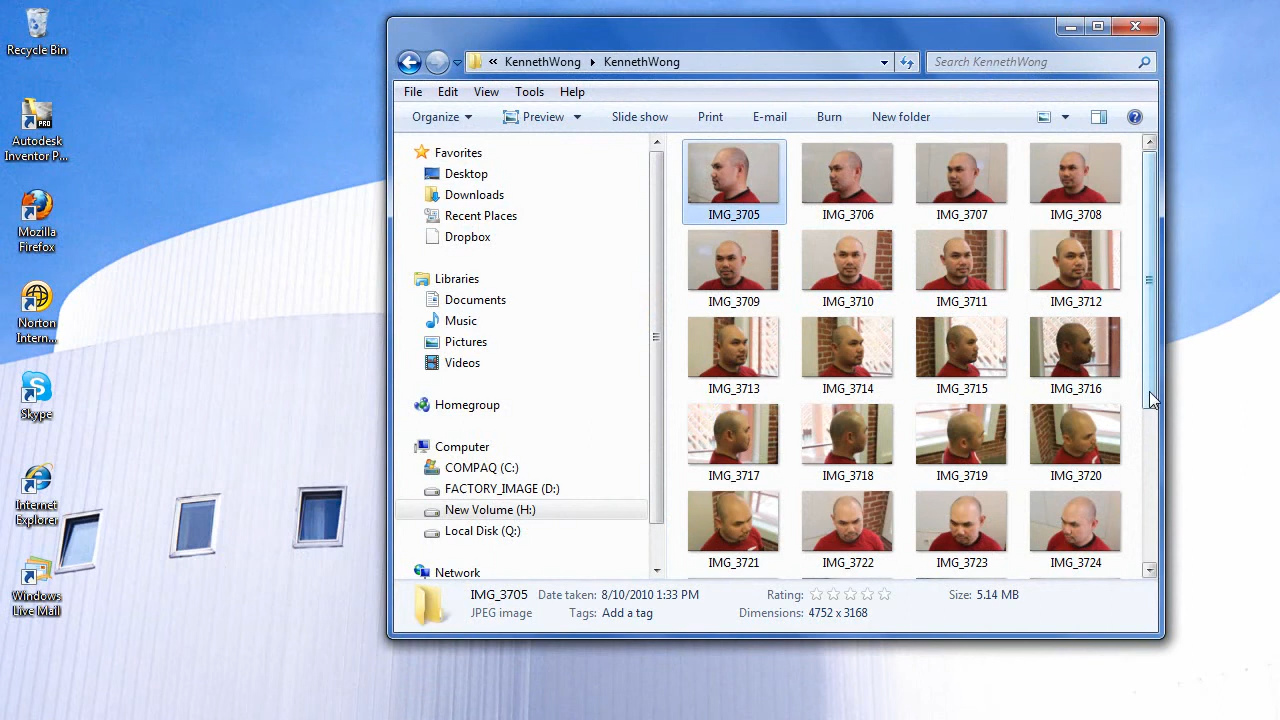 Recycle Bin
Autodesk
Inventor P...
PRO
Mozilla
Firefox
Norton
Intern...
Skype
Internet
Explorer
Windows
Live Mail
« KennethWong KennethWong
Search KennethWong
File Edit View Tools Help
Organize Preview Slide show Print E-mail Burn New folder
Favorites
Desktop
Downloads
Recent Places
Dropbox
Libraries
Documents
Music
Pictures
Videos
Homegroup
Computer
COMPAQ (C:)
FACTORY_IMAGE (D:)
New Volume (H:)
Local Disk (Q:)
Network
IMG_3705 IMG_3706 IMG_3707 IMG_3708
IMG_3709 IMG_3710 IMG_3711 IMG_3712
IMG_3713 IMG_3714 IMG_3715 IMG_3716
IMG_3717 IMG_3718 IMG_3719 IMG_3720
IMG_3721 IMG_3722 IMG_3723 IMG_3724
IMG_3705 Date taken: 8/10/2010 1:33 PM Rating: Size: 5.14 MB
JPEG image Tags: Add a tag Dimensions: 4752 x 3168